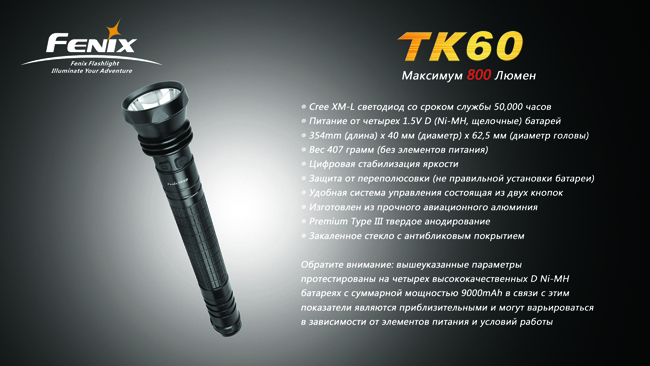 FENIX
Fenix Flashlight
Illuminate Your Adventure
TK60
Максимум 800 Люмен
Cree XM-L светодиод со сроком службы 50,000 часов
Питание от четырех 1.5V D (Ni-MH, щелочные) батарей
354mm (длина) х 40 мм (диаметр) х 62,5 мм (диаметр головы)
Вес 407 грамм (без элементов питания)
Цифровая стабилизация яркости
Защита от переполюсовки (не правильной установки батареи)
Удобная система управления состоящая из двух кнопок
Изготовлен из прочного авиационного алюминия
Premium Type III твердое анодирование
Закаленное стекло с антибликовым покрытием
Обратите внимание: вышеуказанные параметры
протестированы на четырех высококачественных D Ni-MH
батареях с суммарной мощностью 9000mAh в связи с этим
показатели являются приблизительными и могут варьироваться
в зависимости от элементов питания и условий работы